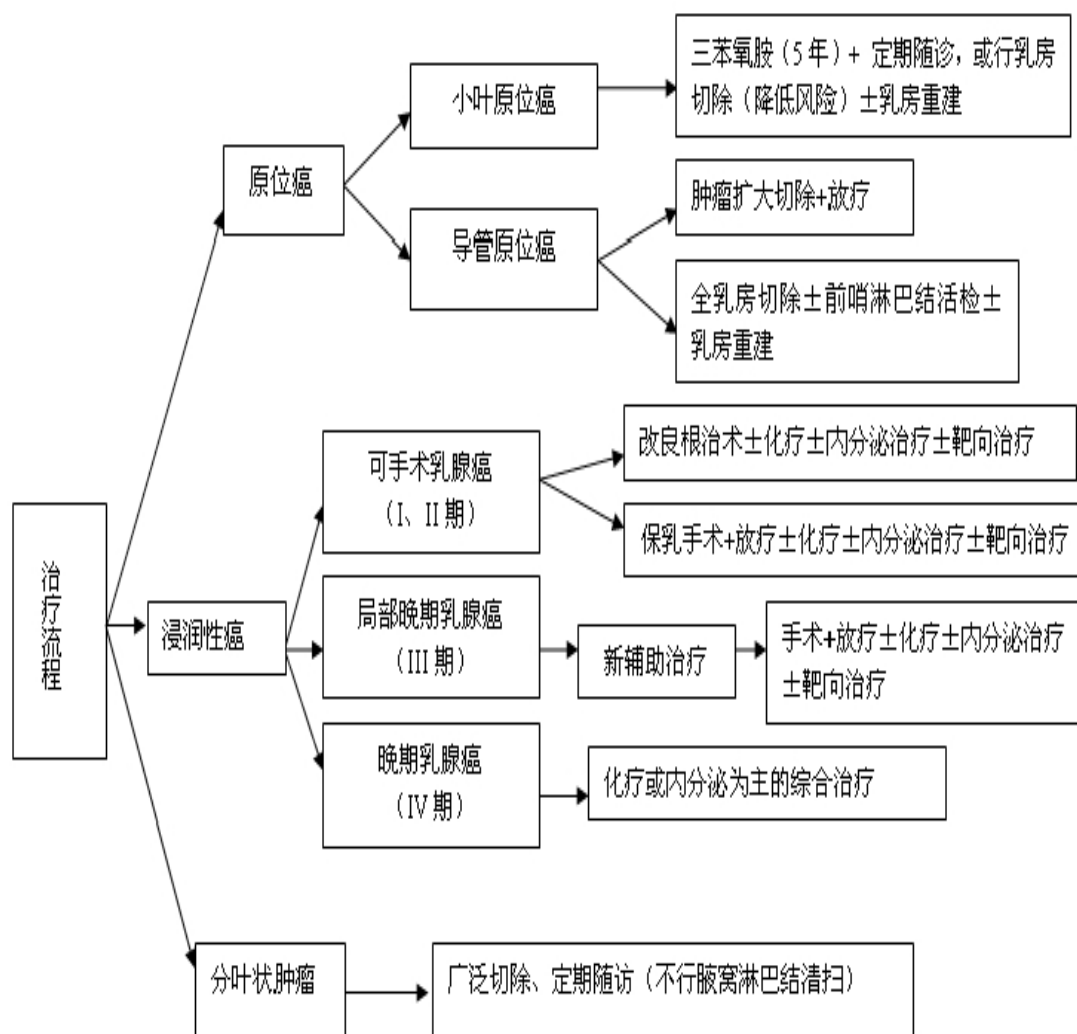 三苯氧胺（5 年）+ 定期随诊，或行乳房
切除（降低风险）±乳房重建
小叶原位癌
原位癌
肿瘤扩大切除+放疗
导管原位癌
全乳房切除±前哨淋巴结活检±
乳房重建
可手术乳腺癌
（I、II 期）
改良根治术±化疗±内分泌治疗±靶向治疗
保乳手术+放疗±化疗±内分泌治疗±靶向治疗
治疗流程
浸润性癌
局部晚期乳腺癌
（III 期）
新辅助治疗
手术+放疗±化疗±内分泌治疗
±靶向治疗
晚期乳腺癌
（IV 期）
化疗或内分泌为主的综合治疗
分叶状肿瘤
广泛切除、定期随访（不行腋窝淋巴结清扫）